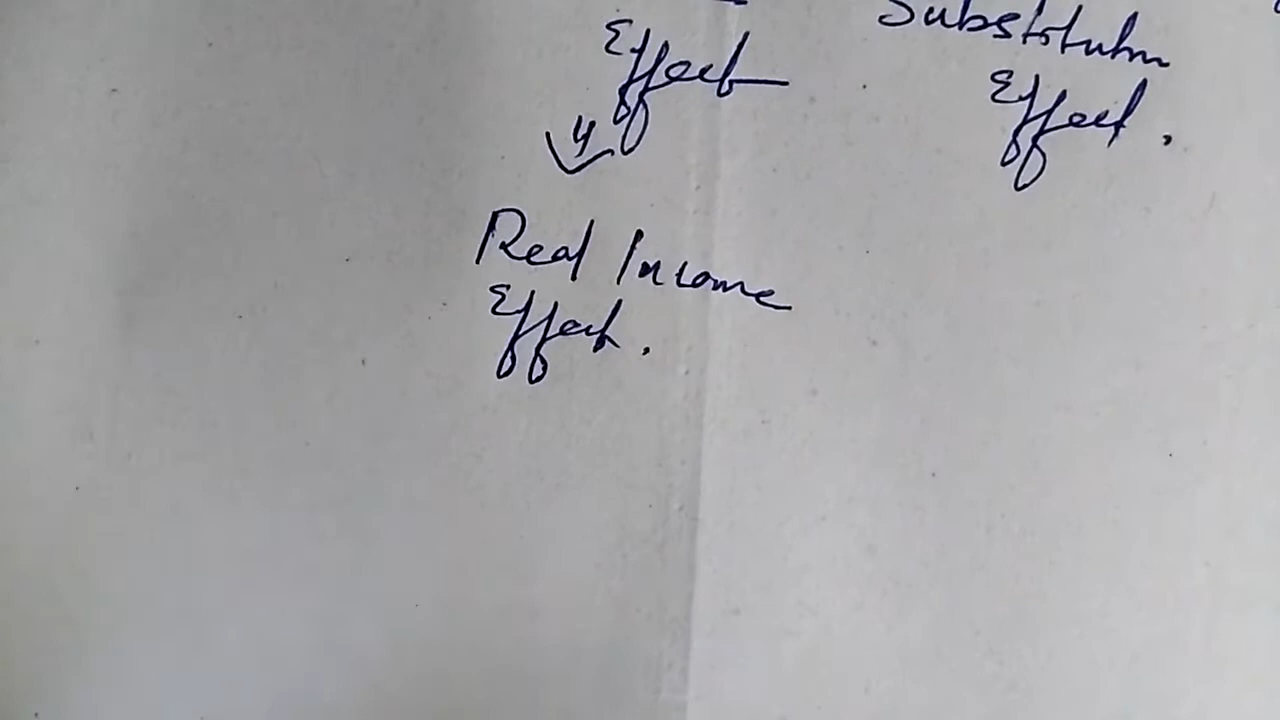 Substitution
Effect
Effect.
Real Income
Effect.